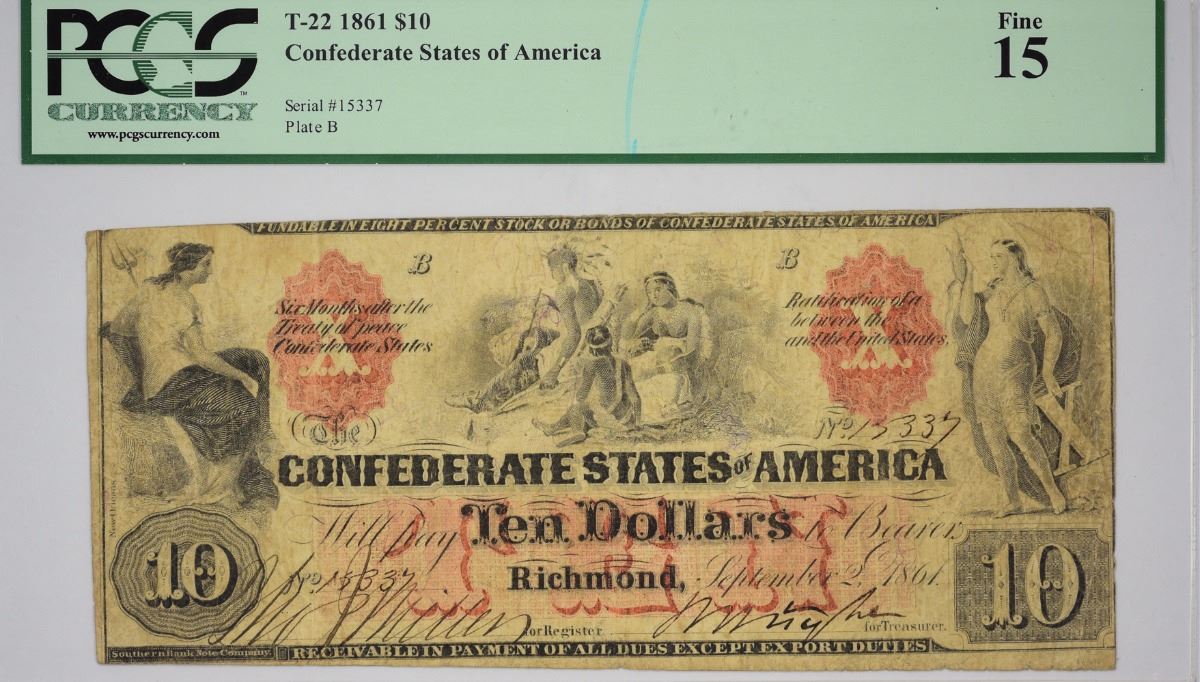 PCGS
CURRENCY
™
www.pcgscurrency.com
T-22 1861 $10
Confederate States of America
Serial #15337
Plate B
Fine
15
FUNDABLE IN EIGHT PER CENT STOCK OR BONDS OF CONFEDERATE STATES OF AMERICA
B
B
Six Months after the
Treaty of peace
Confederate States
X
Ratification of a
between the
and the United States.
X
The
No 15337
CONFEDERATE STATES of AMERICA
Will pay Ten Dollars to Bearer,
TEN
Richmond, September 2, 1861.
No 15337
10
10
for Register
for Treasurer.
Southern Bank Note Company.
RECEIVABLE IN PAYMENT OF ALL DUES EXCEPT EXPORT DUTIES